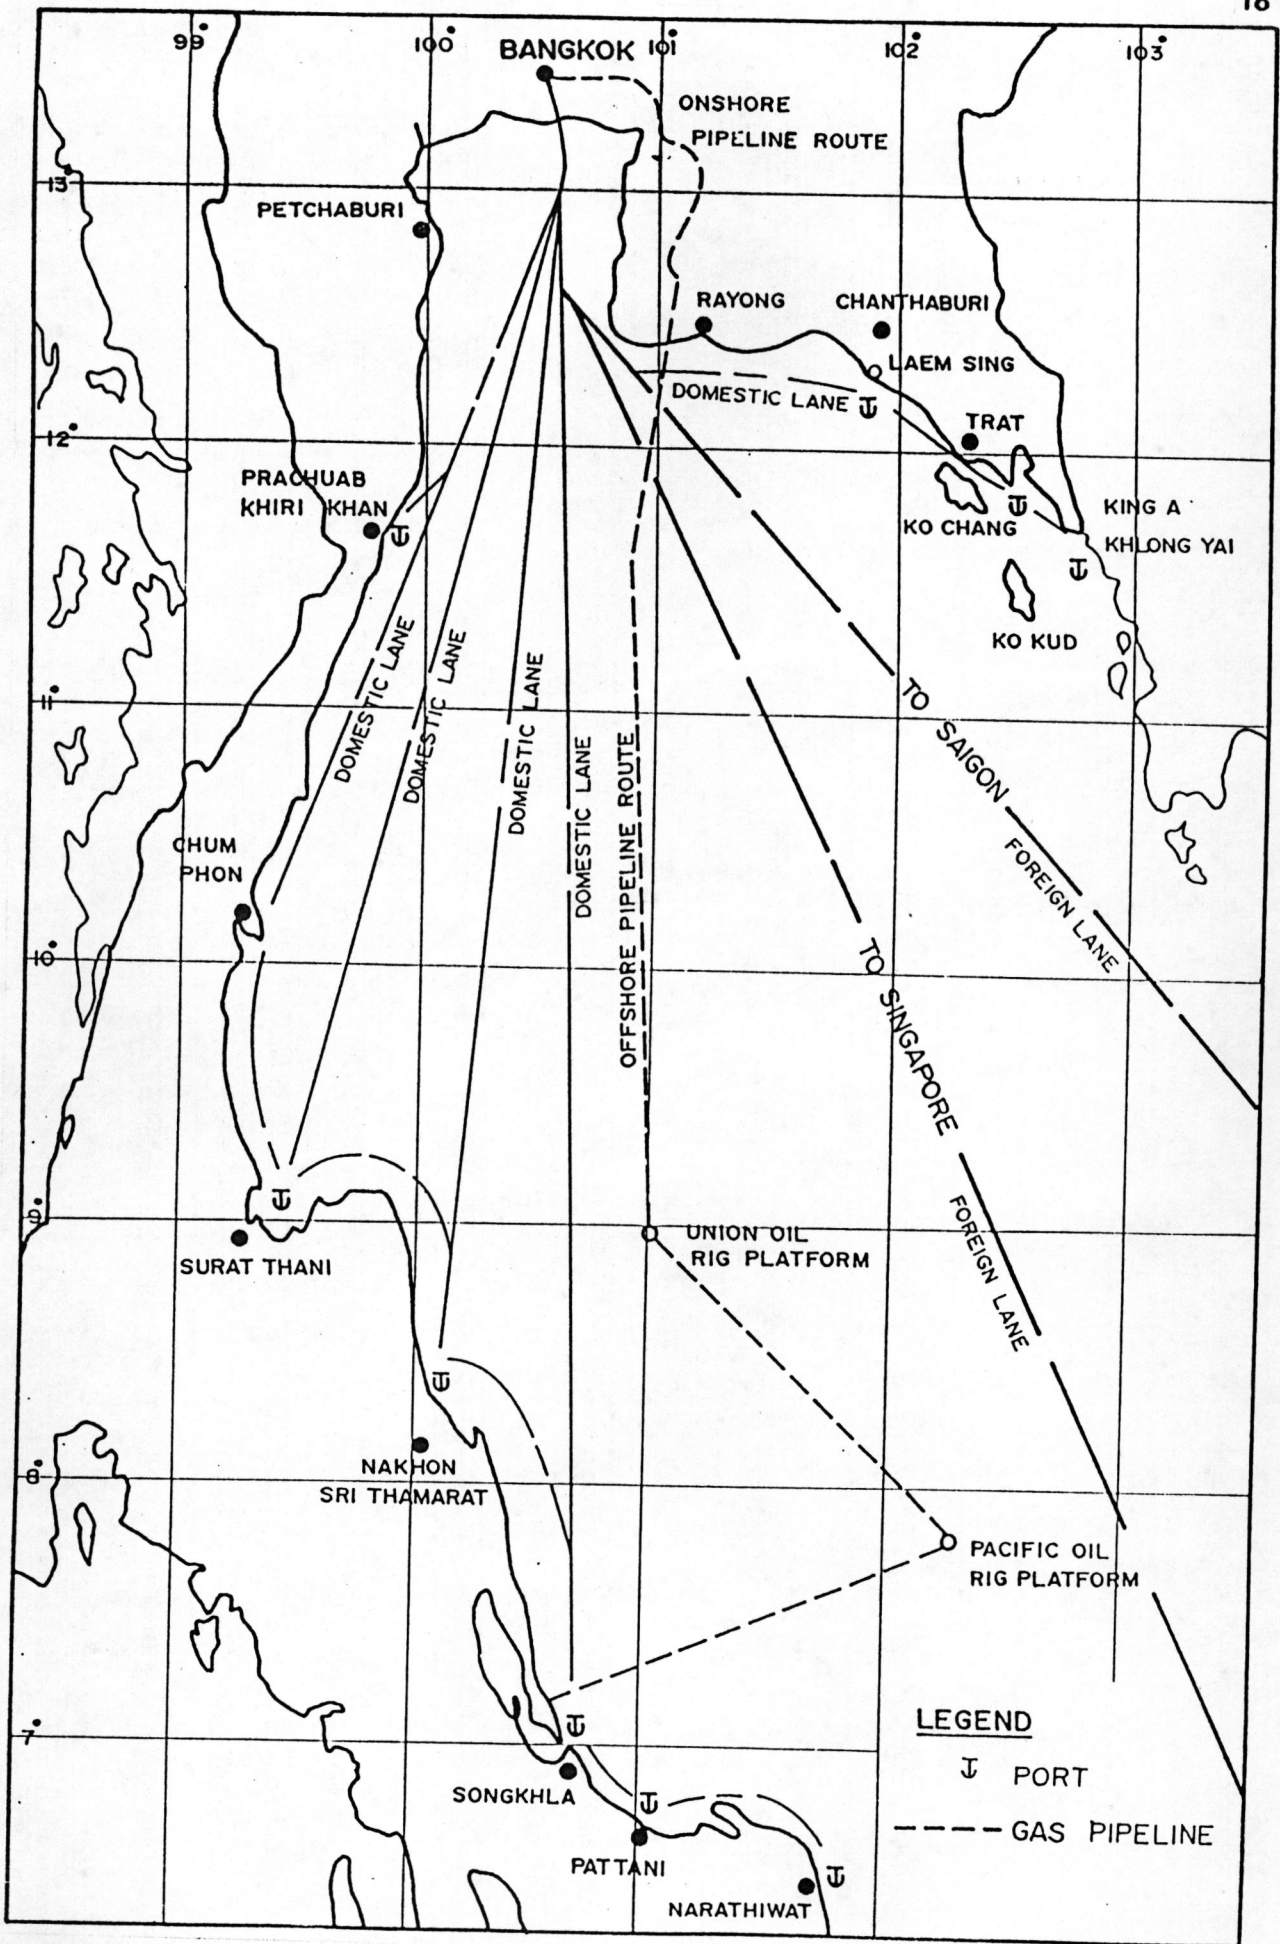 18
99°
100°
BANGKOK
101°
102°
103°
ONSHORE
PIPELINE ROUTE
13°
PETCHABURI
RAYONG
CHANTHABURI
LAEM SING
DOMESTIC LANE
TRAT
12°
PRACHUAB
KHIRI KHAN
KO CHANG
KING A
KHLONG YAI
KO KUD
11°
DOMESTIC LANE
DOMESTIC LANE
DOMESTIC LANE
DOMESTIC LANE
OFFSHORE PIPELINE ROUTE
TO SAIGON
FOREIGN LANE
CHUM
PHON
10°
TO SINGAPORE
FOREIGN LANE
9°
UNION OIL
RIG PLATFORM
SURAT THANI
8°
NAKHON
SRI THAMARAT
PACIFIC OIL
RIG PLATFORM
7°
SONGKHLA
PATTANI
NARATHIWAT
LEGEND
PORT
GAS PIPELINE